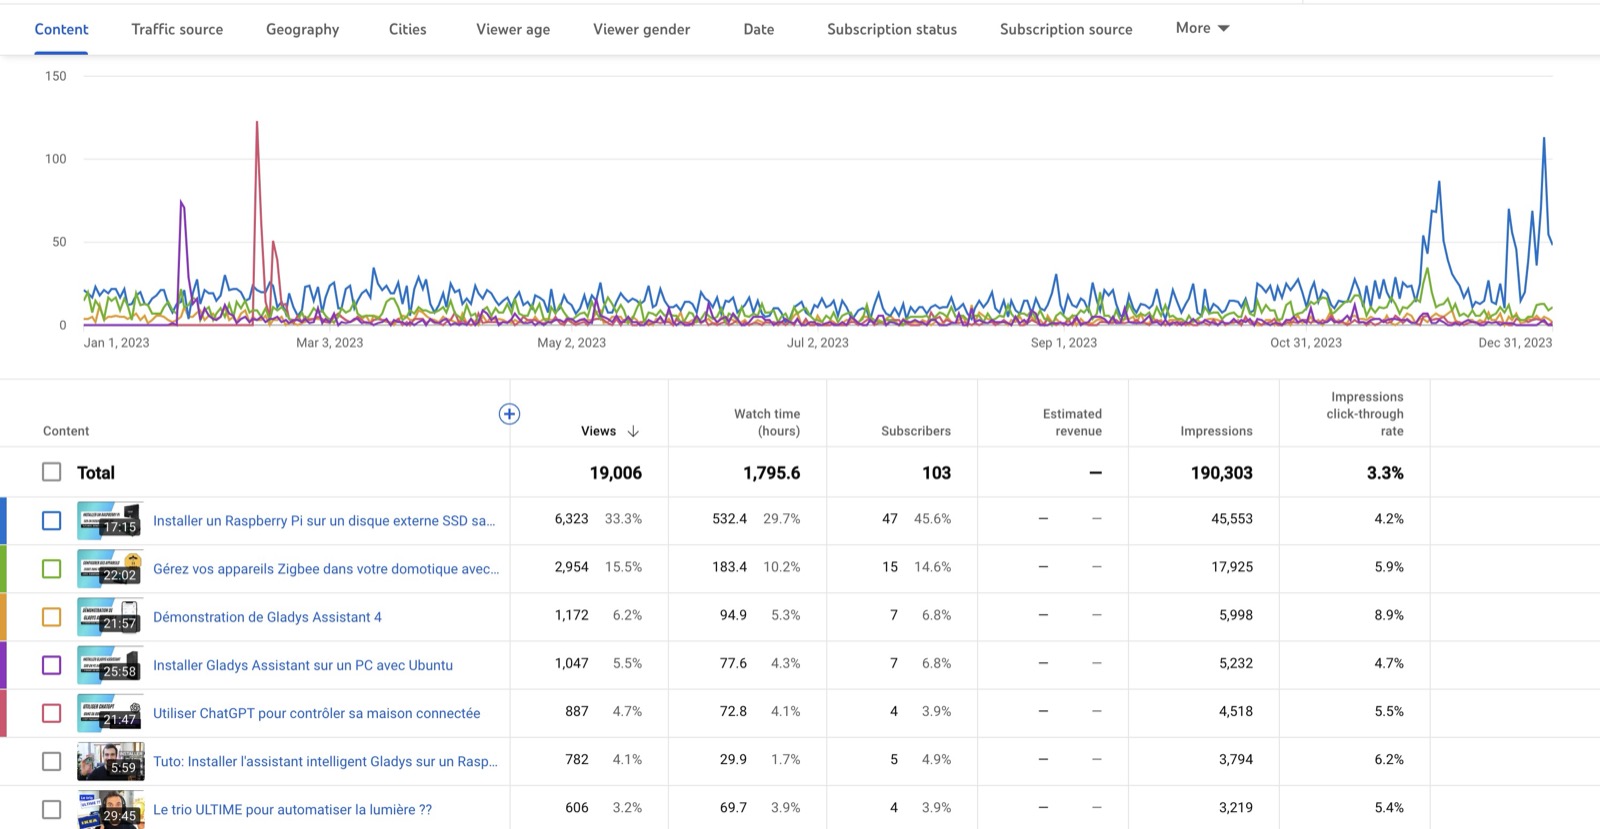 Content Traffic source Geography Cities Viewer age Viewer gender Date Subscription status Subscription source More
150
100
50
0
Jan 1, 2023 Mar 3, 2023 May 2, 2023 Jul 2, 2023 Sep 1, 2023 Oct 31, 2023 Dec 31, 2023
Content Views Watch time (hours) Subscribers Estimated revenue Impressions Impressions click-through rate
Total 19,006 1,795.6 103 — 190,303 3.3%
17:15 Installer un Raspberry Pi sur un disque externe SSD sa... 6,323 33.3% 532.4 29.7% 47 45.6% — — 45,553 4.2%
22:02 Gérez vos appareils Zigbee dans votre domotique avec... 2,954 15.5% 183.4 10.2% 15 14.6% — — 17,925 5.9%
21:57 Démonstration de Gladys Assistant 4 1,172 6.2% 94.9 5.3% 7 6.8% — — 5,998 8.9%
25:58 Installer Gladys Assistant sur un PC avec Ubuntu 1,047 5.5% 77.6 4.3% 7 6.8% — — 5,232 4.7%
21:47 Utiliser ChatGPT pour contrôler sa maison connectée 887 4.7% 72.8 4.1% 4 3.9% — — 4,518 5.5%
5:59 Tuto: Installer l'assistant intelligent Gladys sur un Rasp... 782 4.1% 29.9 1.7% 5 4.9% — — 3,794 6.2%
29:45 Le trio ULTIME pour automatiser la lumière ?? 606 3.2% 69.7 3.9% 4 3.9% — — 3,219 5.4%